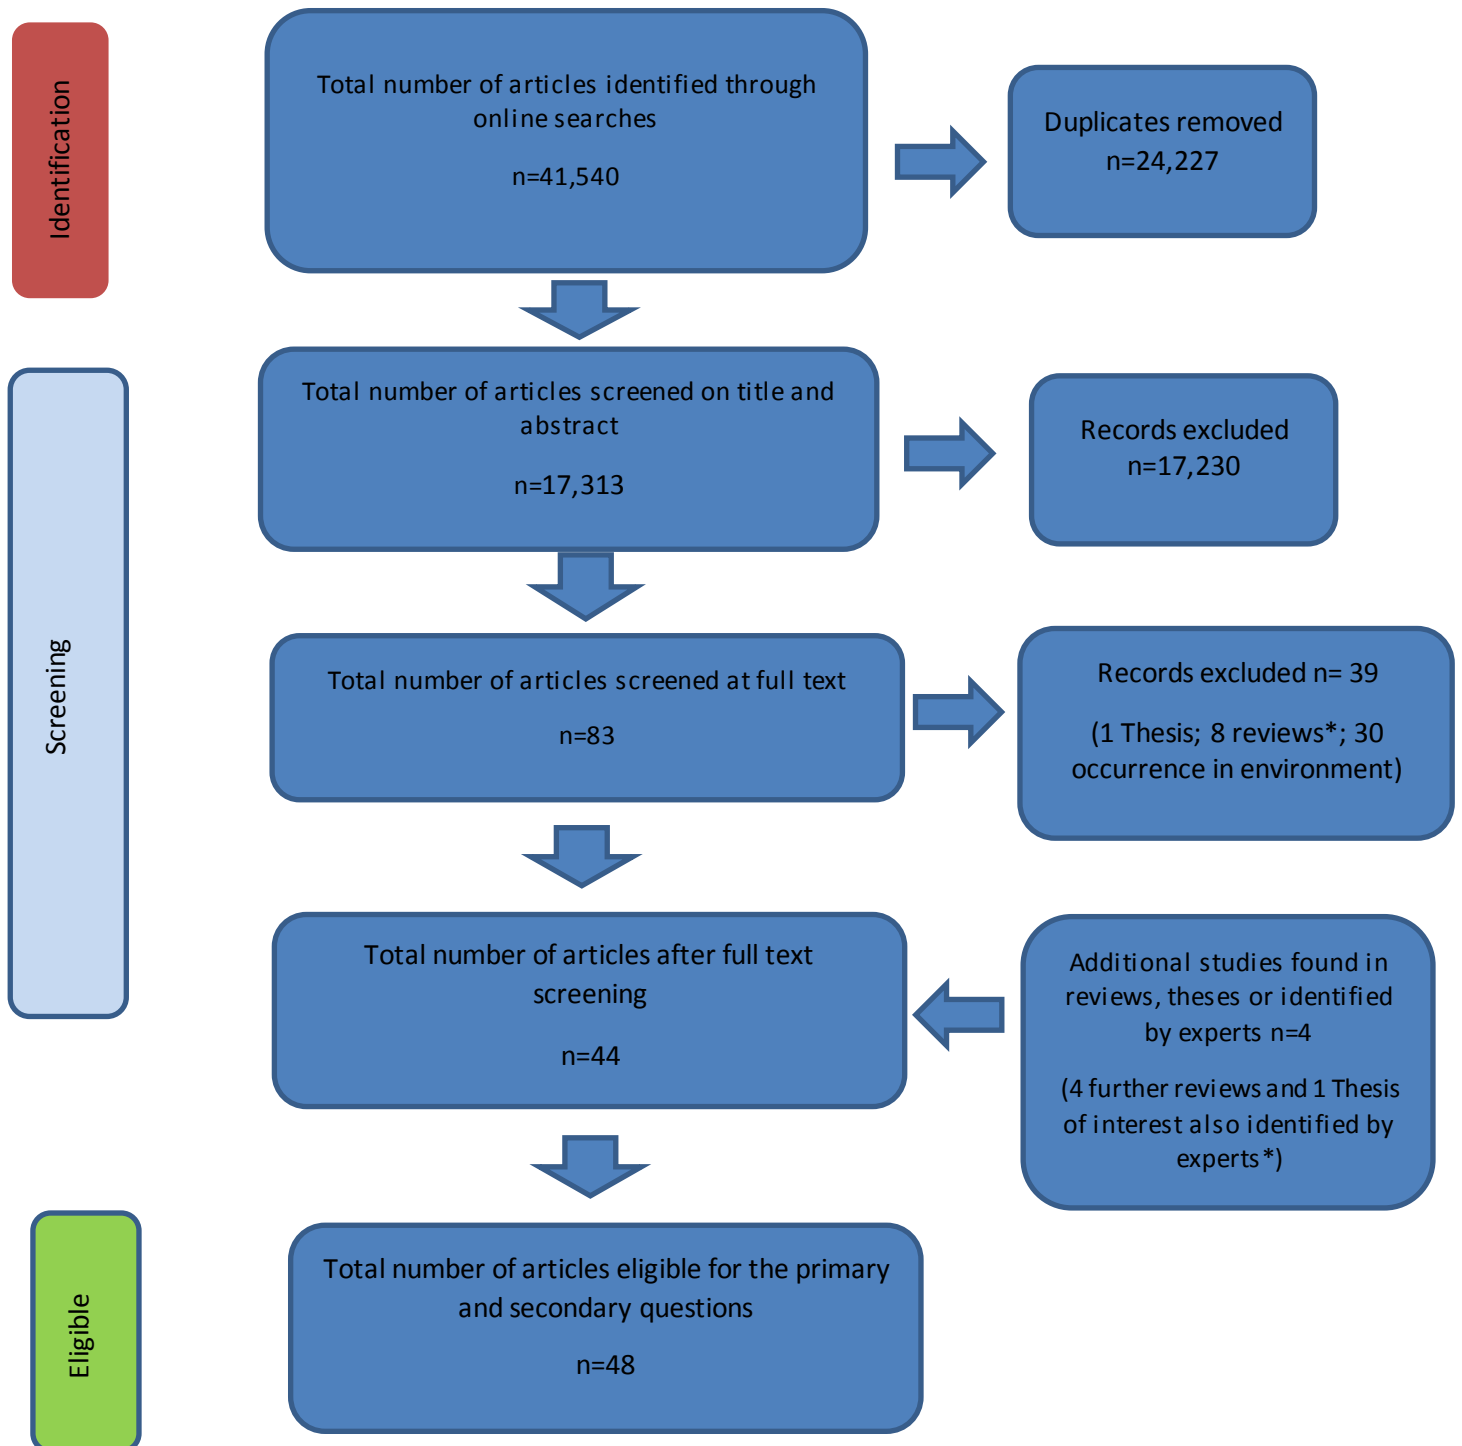 Identification
Total number of articles identified through
online searches
n=41,540
Duplicates removed
n=24,227
Screening
Total number of articles screened on title and
abstract
n=17,313
Records excluded
n=17,230
Total number of articles screened at full text
n=83
Records excluded n= 39
(1 Thesis; 8 reviews*; 30
occurrence in environment)
Total number of articles after full text
screening
n=44
Additional studies found in
reviews, theses or identified
by experts n=4
(4 further reviews and 1 Thesis
of interest also identified by
experts*)
Eligible
Total number of articles eligible for the primary
and secondary questions
n=48